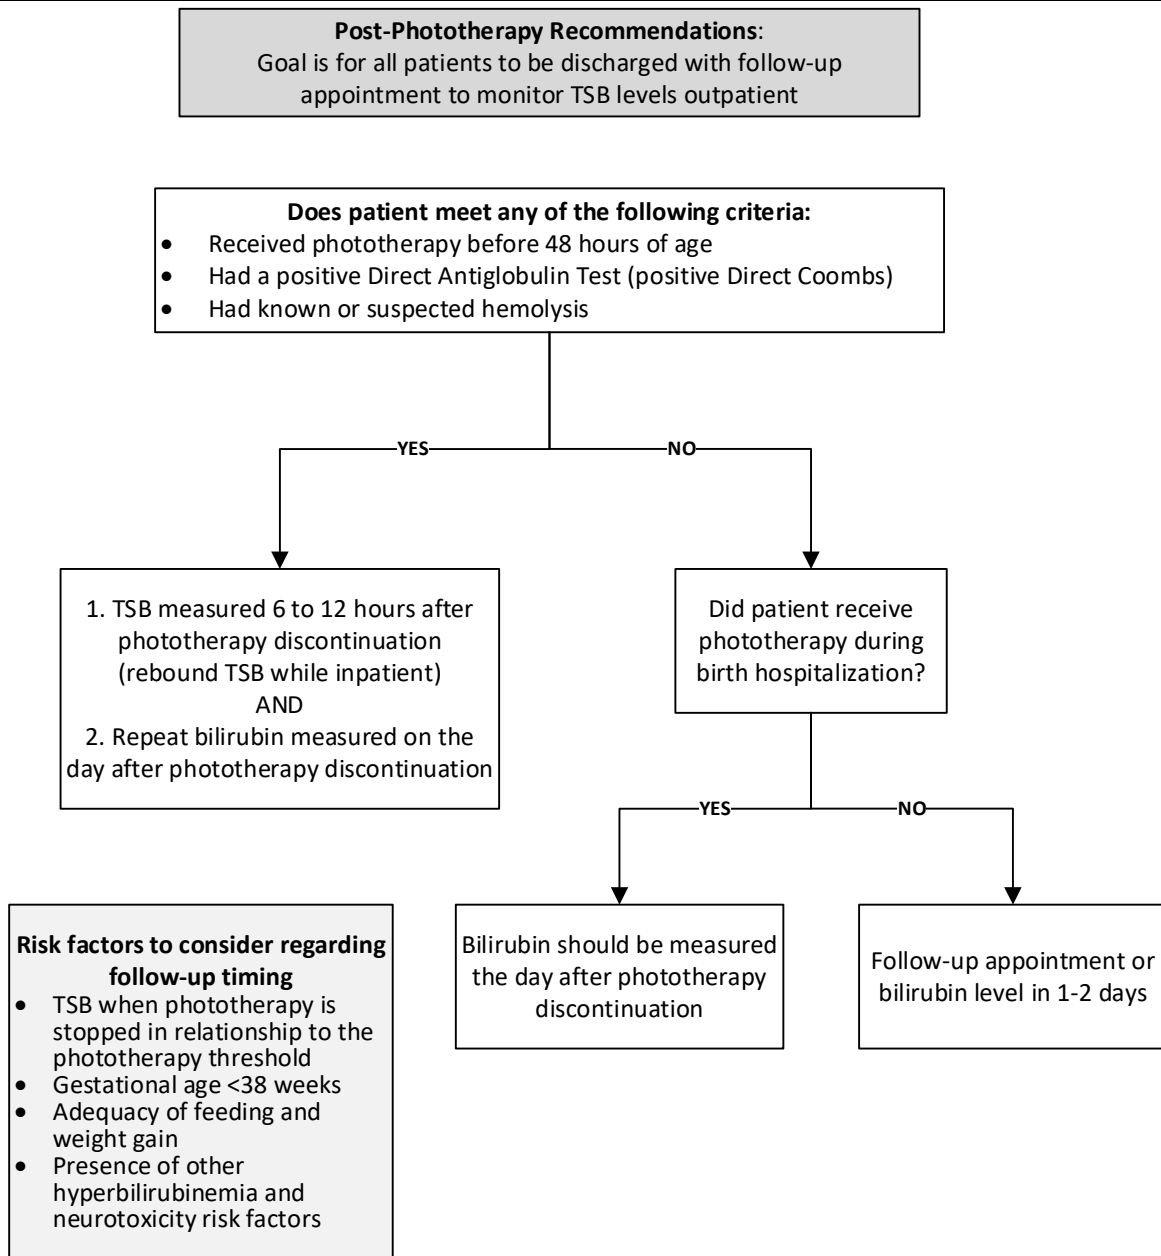 Post-Phototherapy Recommendations:
Goal is for all patients to be discharged with follow-up
appointment to monitor TSB levels outpatient
Does patient meet any of the following criteria:
• Received phototherapy before 48 hours of age
• Had a positive Direct Antiglobulin Test (positive Direct Coombs)
• Had known or suspected hemolysis
YES
NO
1. TSB measured 6 to 12 hours after
phototherapy discontinuation
(rebound TSB while inpatient)
AND
2. Repeat bilirubin measured on the
day after phototherapy discontinuation
Did patient receive
phototherapy during
birth hospitalization?
YES
NO
Risk factors to consider regarding
follow-up timing
• TSB when phototherapy is
stopped in relationship to the
phototherapy threshold
• Gestational age <38 weeks
• Adequacy of feeding and
weight gain
• Presence of other
hyperbilirubinemia and
neurotoxicity risk factors
Bilirubin should be measured
the day after phototherapy
discontinuation
Follow-up appointment or
bilirubin level in 1-2 days